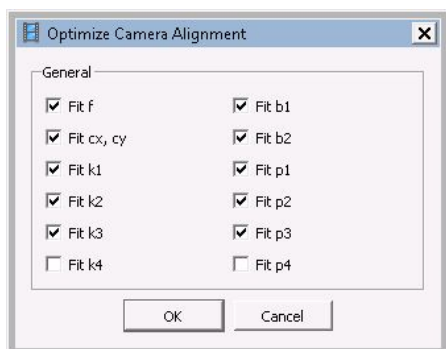 Optimize Camera Alignment
General
Fit f
Fit b1
Fit cx, cy
Fit b2
Fit k1
Fit p1
Fit k2
Fit p2
Fit k3
Fit p3
Fit k4
Fit p4
OK
Cancel